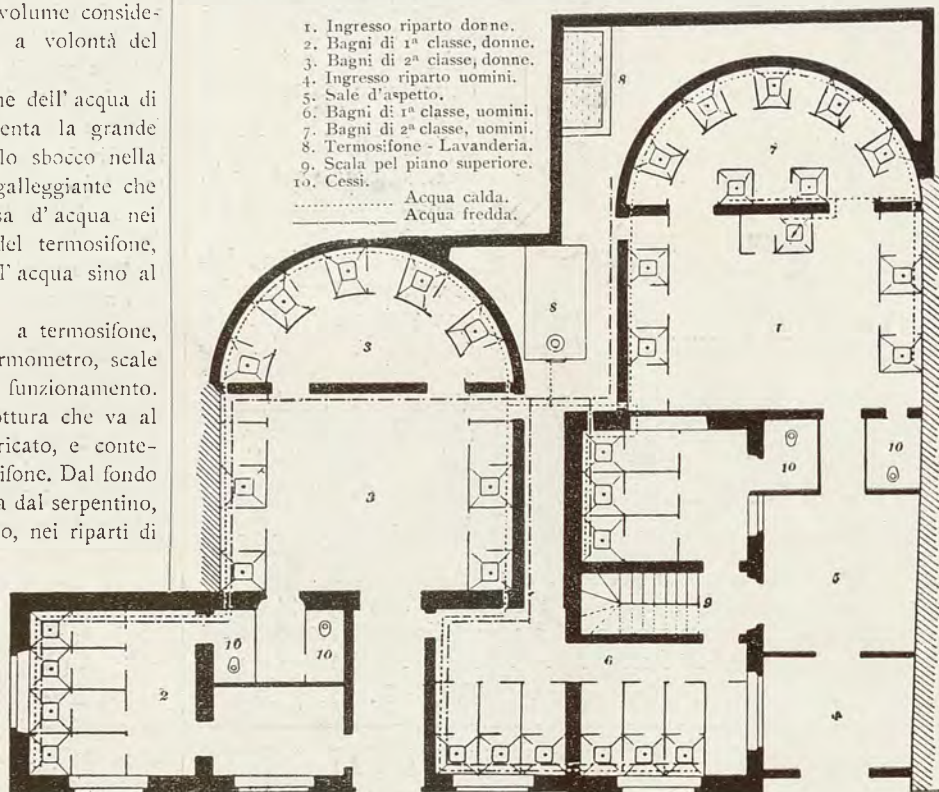 volume conside-
a volontà del
ne dell'acqua di
enta la grande
lo sbocco nella
galleggiante che
sa d'acqua nei
del termosifone,
l'acqua sino al
a termosifone,
rmometro, scale
funzionamento.
ottura che va al
ricato, e conte-
ifone. Dal fondo
a dal serpentino,
o, nei riparti di
1. Ingresso riparto donne.
2. Bagni di 1ª classe, donne.
3. Bagni di 2ª classe, donne.
4. Ingresso riparto uomini.
5. Sale d'aspetto.
6. Bagni di 1ª classe, uomini.
7. Bagni di 2ª classe, uomini.
8. Termosifone - Lavanderia.
9. Scala pel piano superiore.
10. Cessi.
Acqua calda.
Acqua fredda.
8
7
8
3
1
3
10
10
5
9
6
10
10
2
4